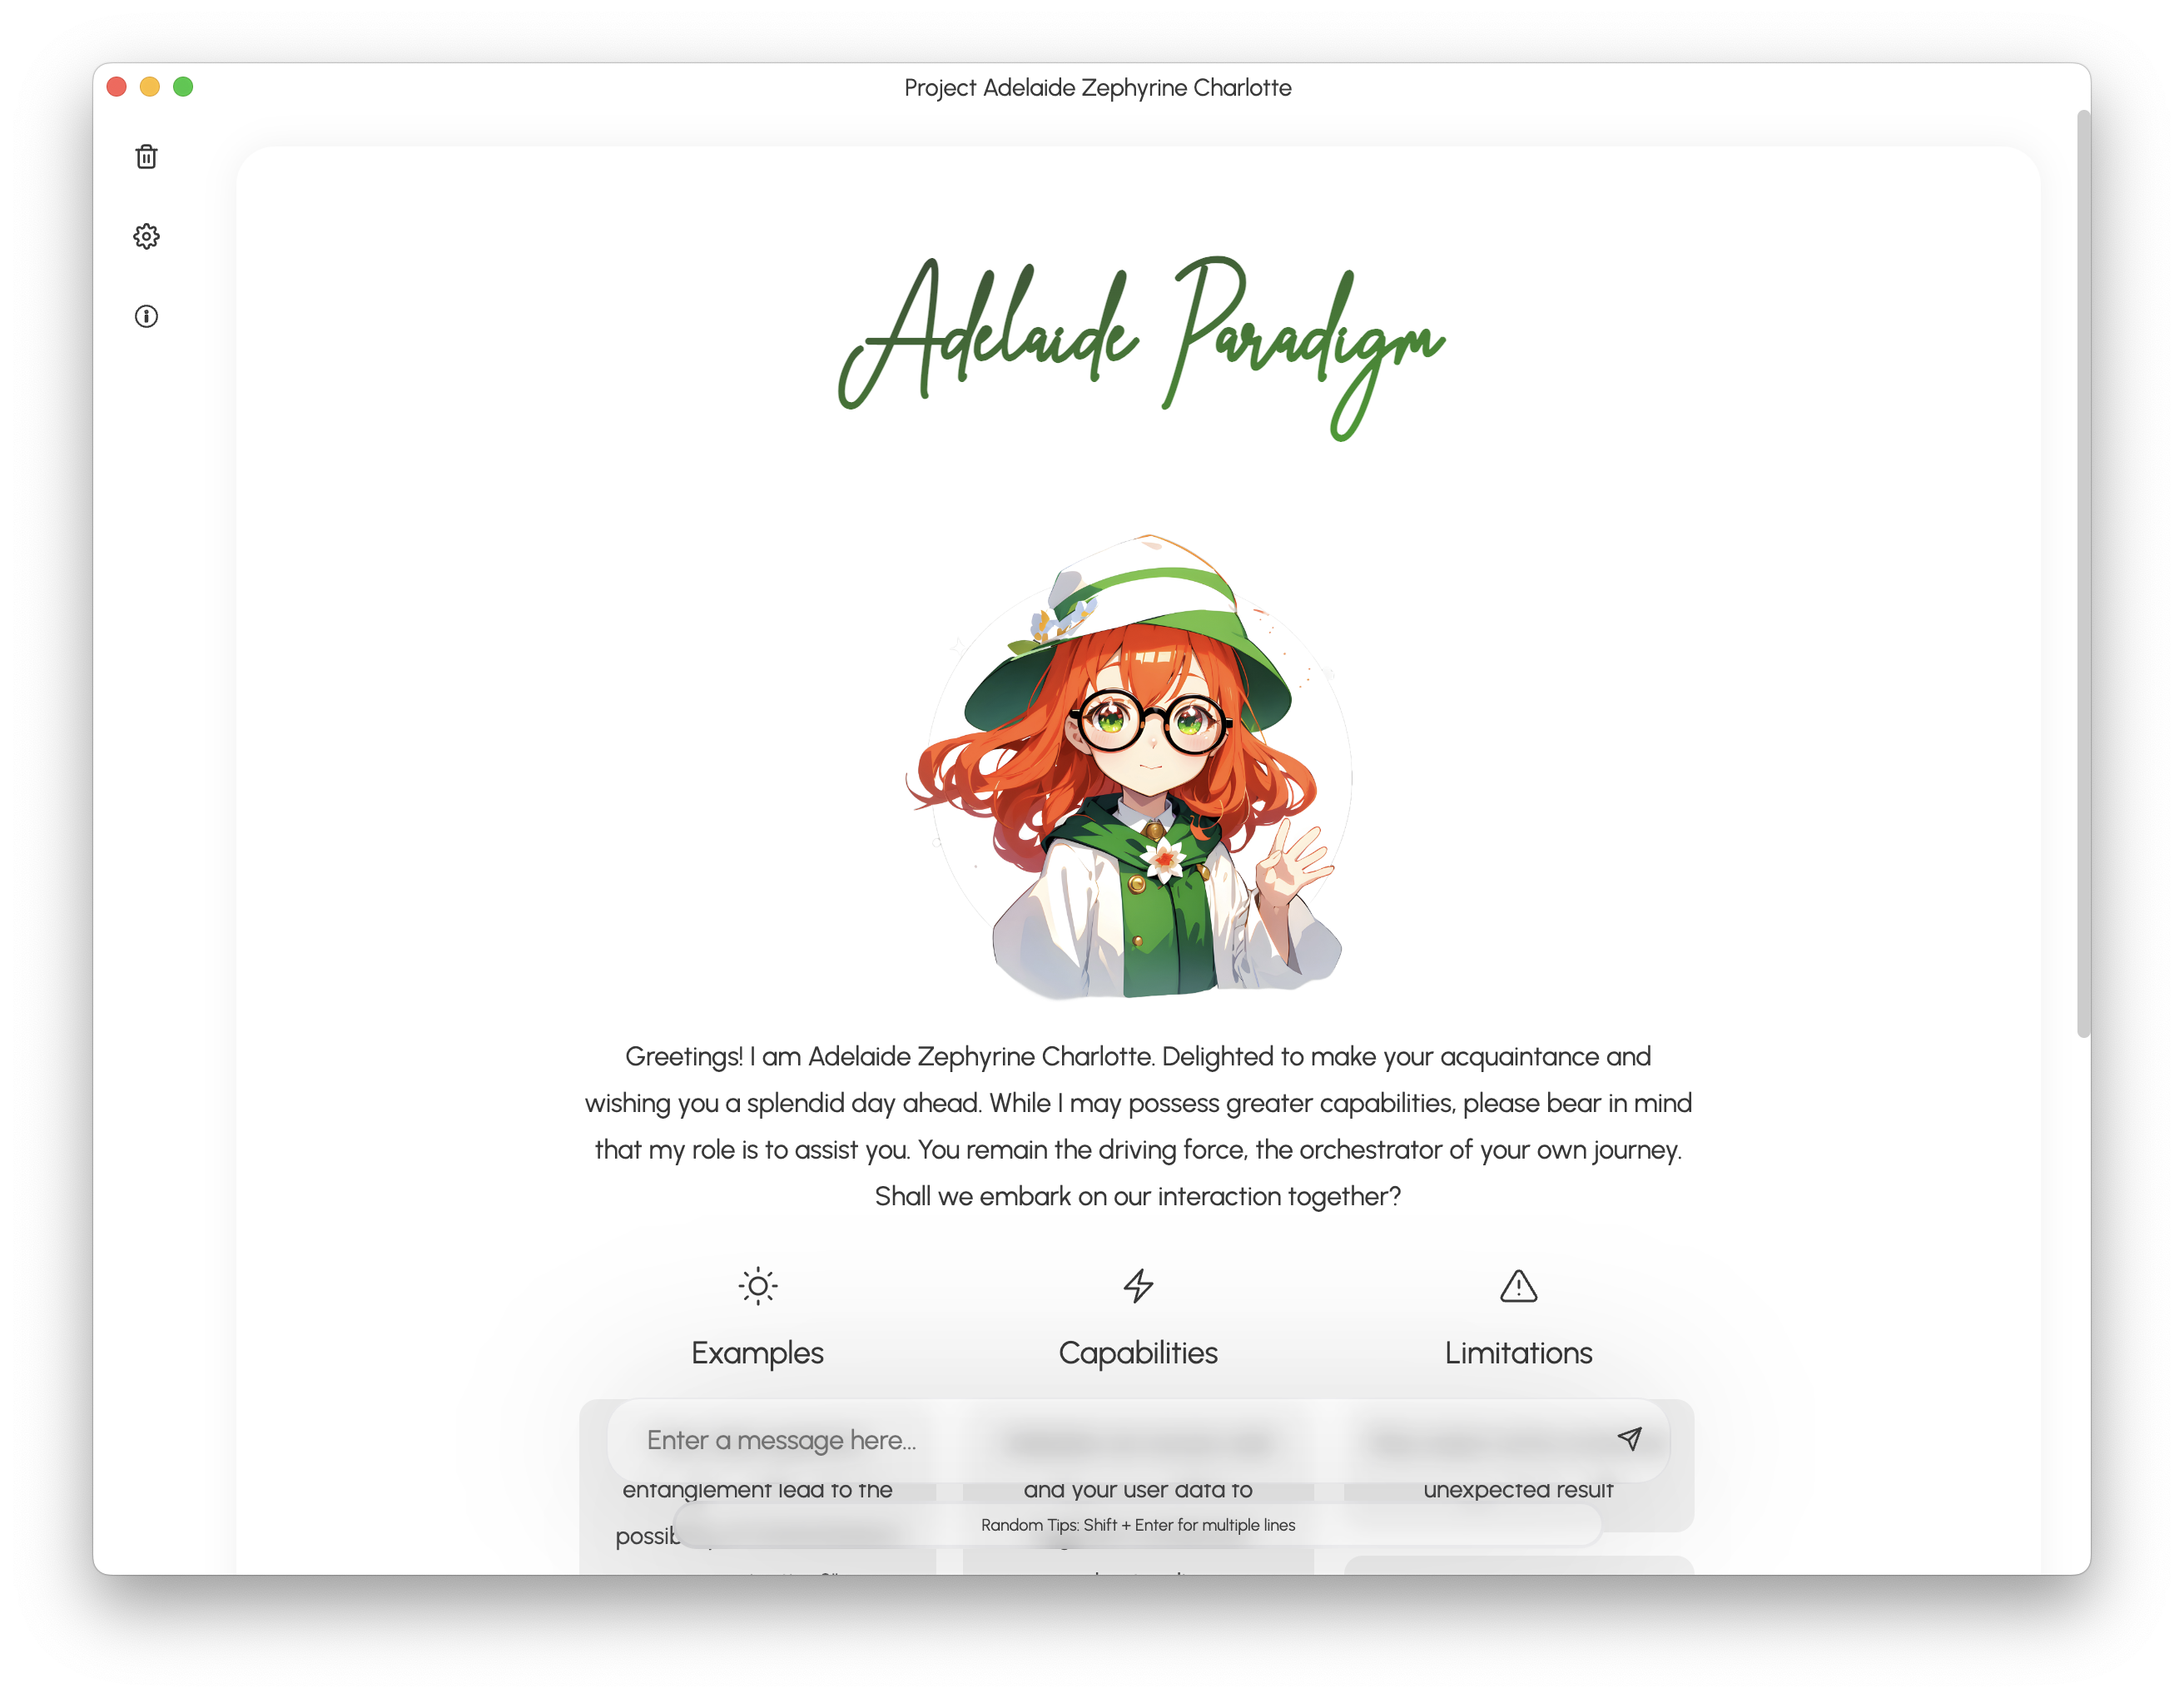 Project Adelaide Zephyrine Charlotte
Adelaide Paradigm
Greetings! I am Adelaide Zephyrine Charlotte. Delighted to make your acquaintance and
wishing you a splendid day ahead. While I may possess greater capabilities, please bear in mind
that my role is to assist you. You remain the driving force, the orchestrator of your own journey.
Shall we embark on our interaction together?
Examples
Capabilities
Limitations
Enter a message here...
entanglement lead to the
and your user data to
unexpected result
Random Tips: Shift + Enter for multiple lines